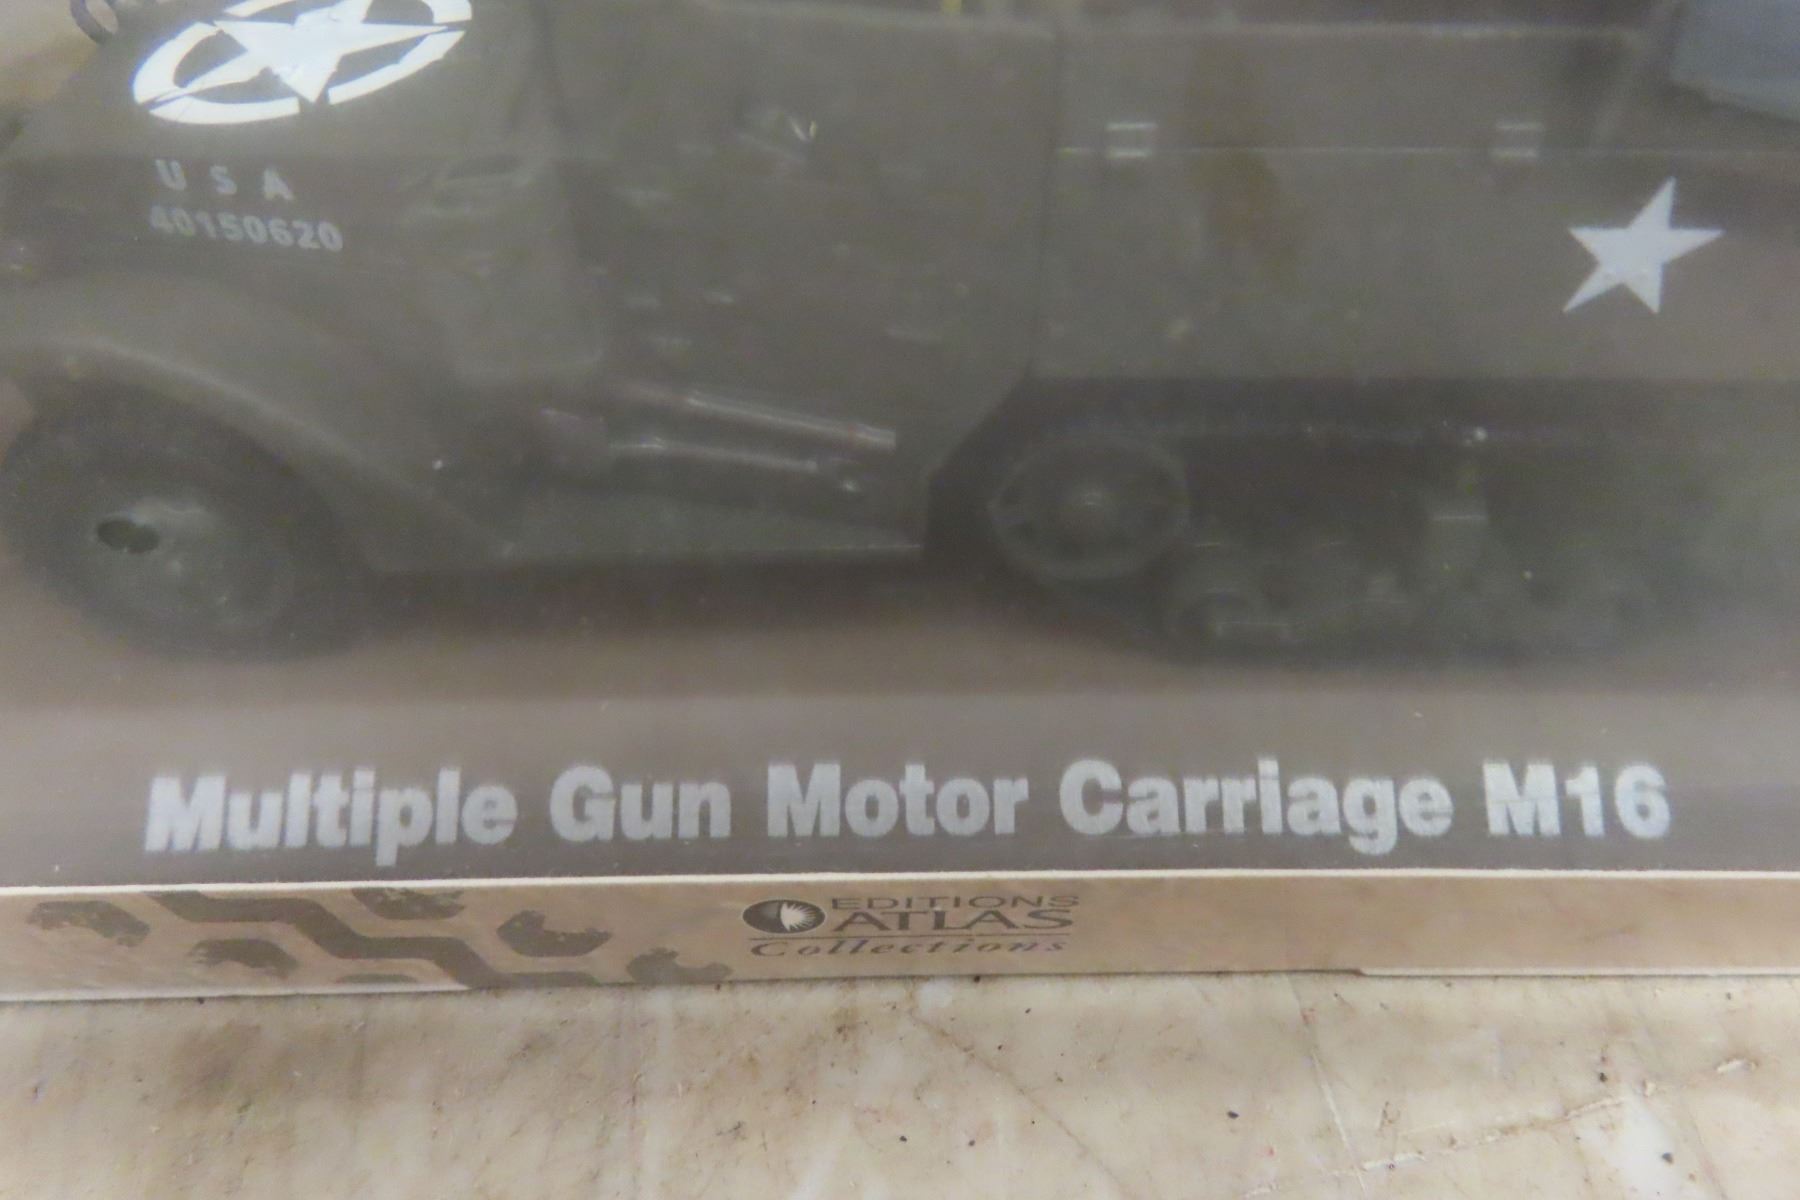 U S A
40150620
Multiple Gun Motor Carriage M16
EDITIONS
ATLAS
Collections